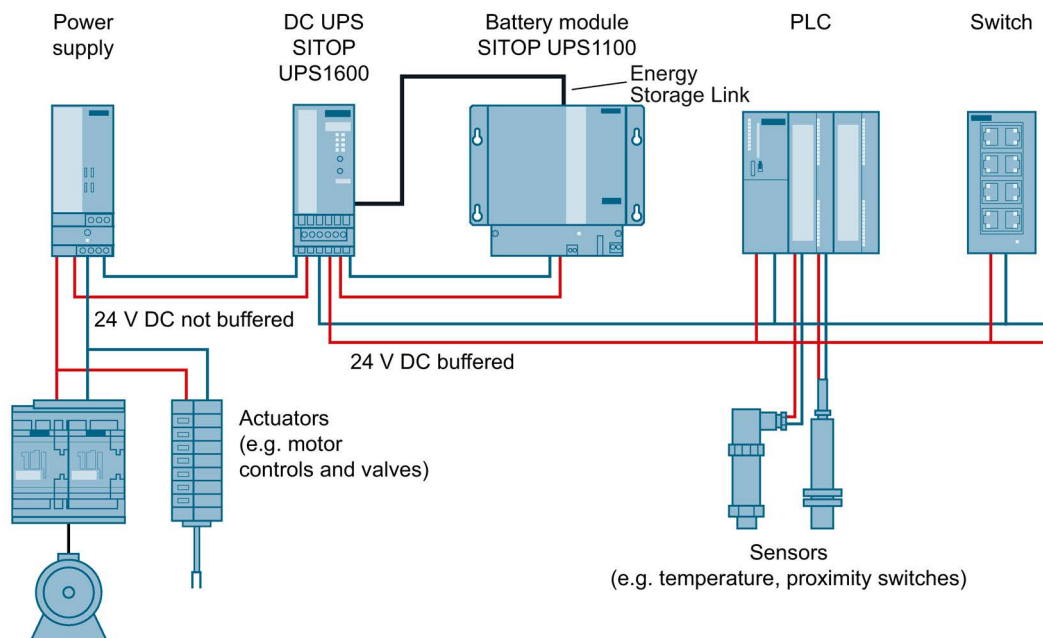 Power
supply
DC UPS
SITOP
UPS1600
Battery module
SITOP UPS1100
Energy
Storage Link
PLC
Switch
24 V DC not buffered
24 V DC buffered
Actuators
(e.g. motor
controls and valves)
Sensors
(e.g. temperature, proximity switches)